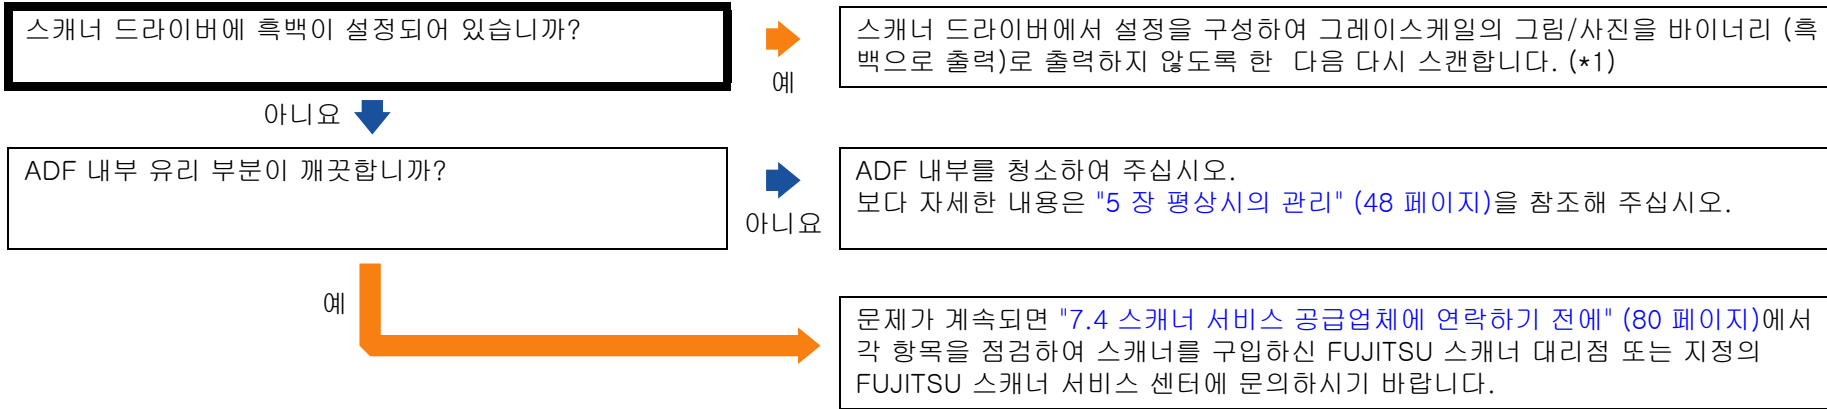 스캐너 드라이버에 흑백이 설정되어 있습니까?
예
스캐너 드라이버에서 설정을 구성하여 그레이스케일의 그림/사진을 바이너리 (흑
백으로 출력)로 출력하지 않도록 한 다음 다시 스캔합니다. (*1)
아니요
ADF 내부 유리 부분이 깨끗합니까?
아니요
ADF 내부를 청소하여 주십시오.
보다 자세한 내용은 "5 장 평상시의 관리" (48 페이지)을 참조해 주십시오.
예
문제가 계속되면 "7.4 스캐너 서비스 공급업체에 연락하기 전에" (80 페이지)에서
각 항목을 점검하여 스캐너를 구입하신 FUJITSU 스캐너 대리점 또는 지정의
FUJITSU 스캐너 서비스 센터에 문의하시기 바랍니다.